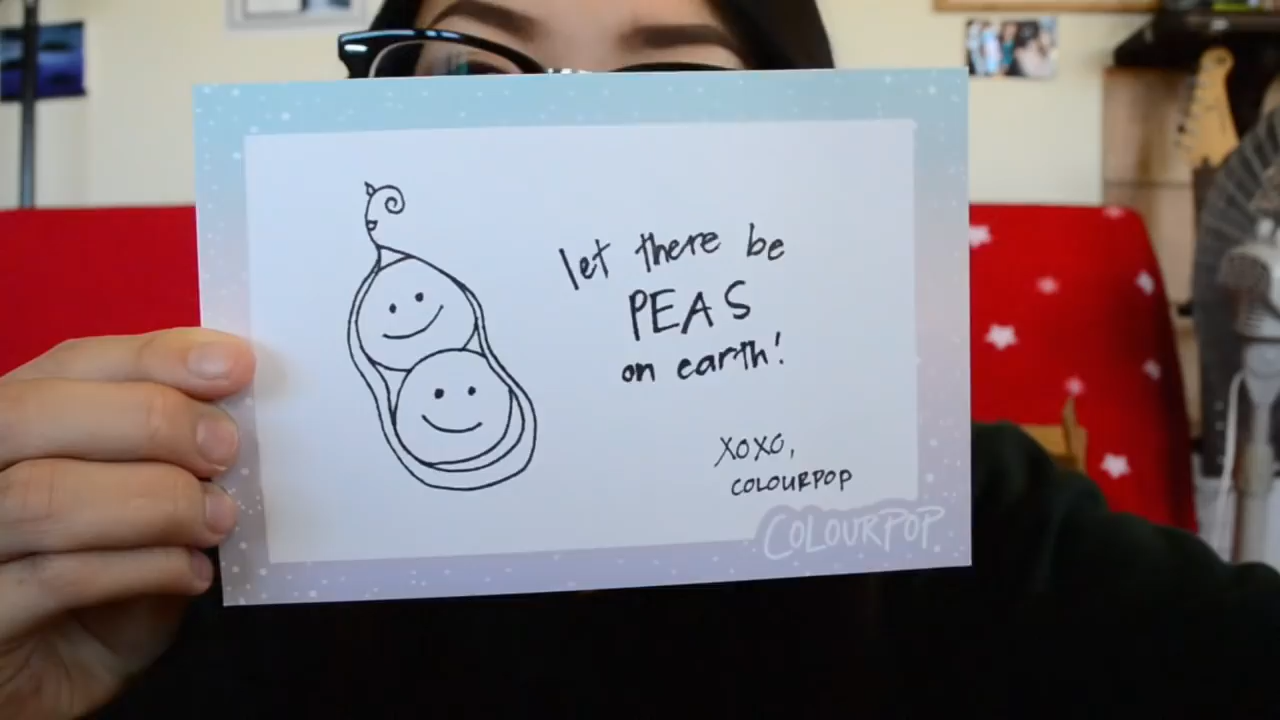 let there be
PEAS
on earth!
XOXO,
COLOURPOP
COLOURPOP